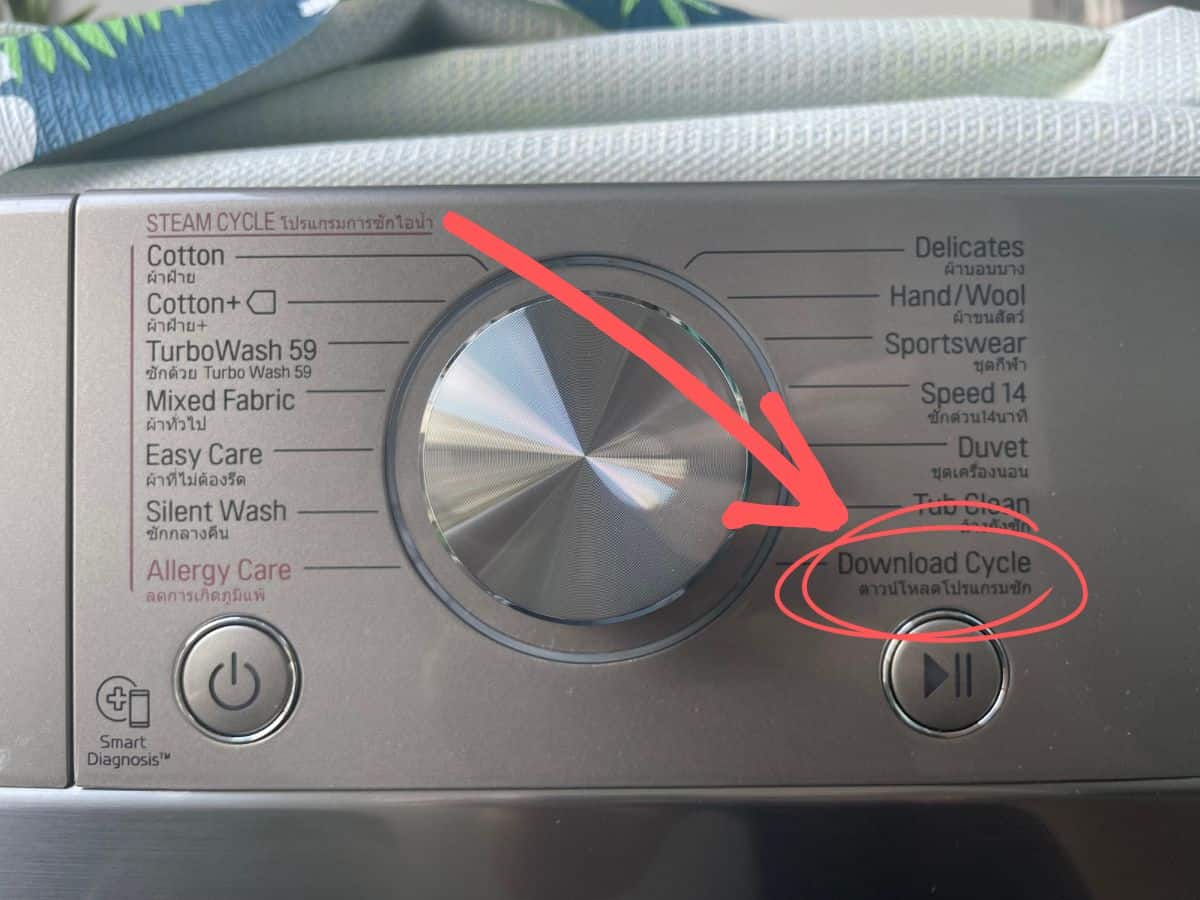 STEAM CYCLE โปรแกรมการซักไอน้ำ
Cotton
ผ้าฝ้าย
Cotton+
ผ้าฝ้าย+
TurboWash 59
ซักด้วย Turbo Wash 59
Mixed Fabric
ผ้าทั่วไป
Easy Care
ผ้าที่ไม่ต้องรีด
Silent Wash
ซักกลางคืน
Allergy Care
ลดการเกิดภูมิแพ้
Delicates
ผ้าบอบบาง
Hand/Wool
ผ้าขนสัตว์
Sportswear
ชุดกีฬา
Speed 14
ซักด่วน14นาที
Duvet
ชุดเครื่องนอน
Tub Clean
ล้างถังซัก
Download Cycle
ดาวน์โหลดโปรแกรมซัก
Smart
Diagnosis™